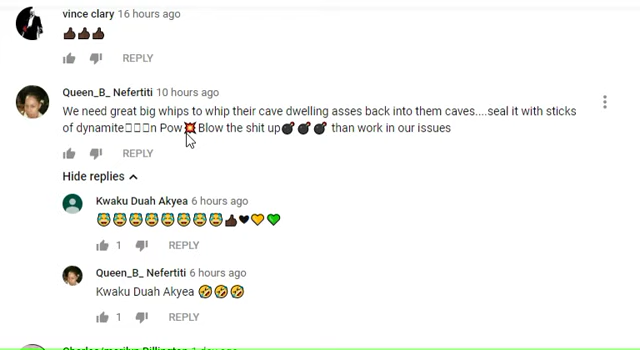 vince clary 16 hours ago
👍🏿👍🏿👍🏿
REPLY
Queen_B_ Nefertiti 10 hours ago
We need great big whips to whip their cave dwelling asses back into them caves....seal it with sticks
of dynamite▯▯▯n Pow💥Blow the shit up💣💣💣 than work in our issues
REPLY
Hide replies
Kwaku Duah Akyea 6 hours ago
😂😂😂😂😂😂😂😂👍🏿🖤💛💚
1 REPLY
Queen_B_ Nefertiti 6 hours ago
Kwaku Duah Akyea 🤣🤣🤣
1 REPLY